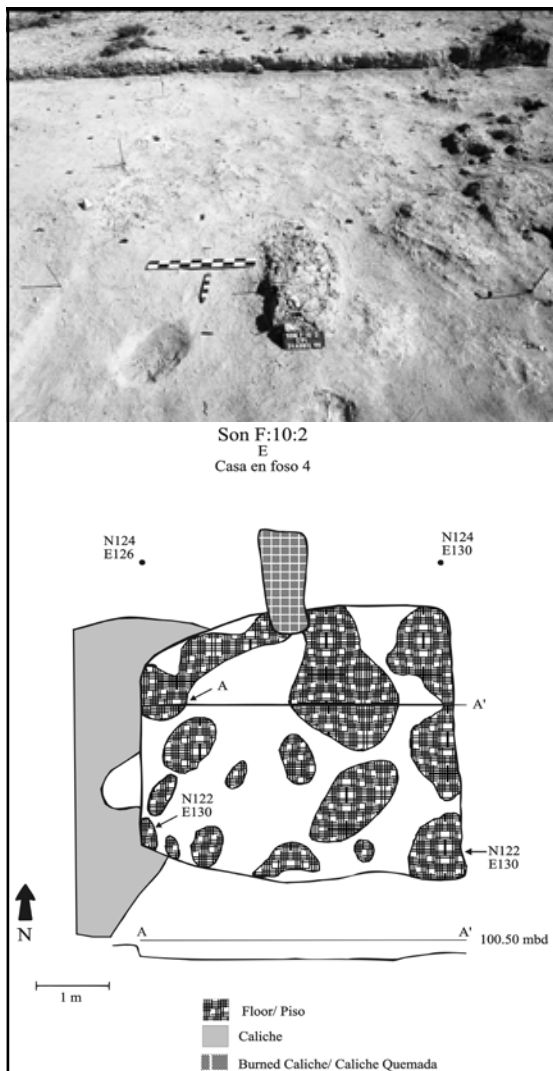 Son F:10:2
E
Casa en foso 4
N124
E126
N124
E130
A
A'
N122
E130
N122
E130
N
A
A'
100.50 mbd
1 m
Floor/ Piso
Caliche
Burned Caliche/ Caliche Quemada